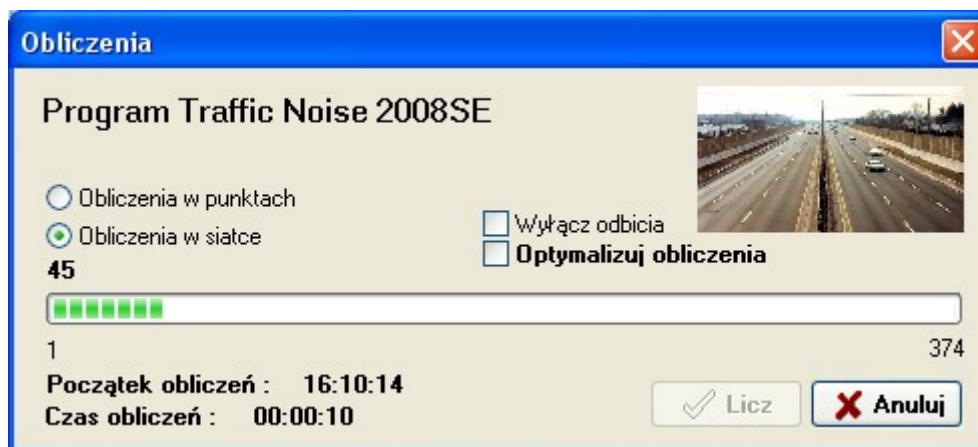 Obliczenia
Program Traffic Noise 2008SE
Obliczenia w punktach
Obliczenia w siatce
Wyłącz odbicia
Optymalizuj obliczenia
45
1
374
Początek obliczeń : 16:10:14
Czas obliczeń : 00:00:10
Licz
Anuluj